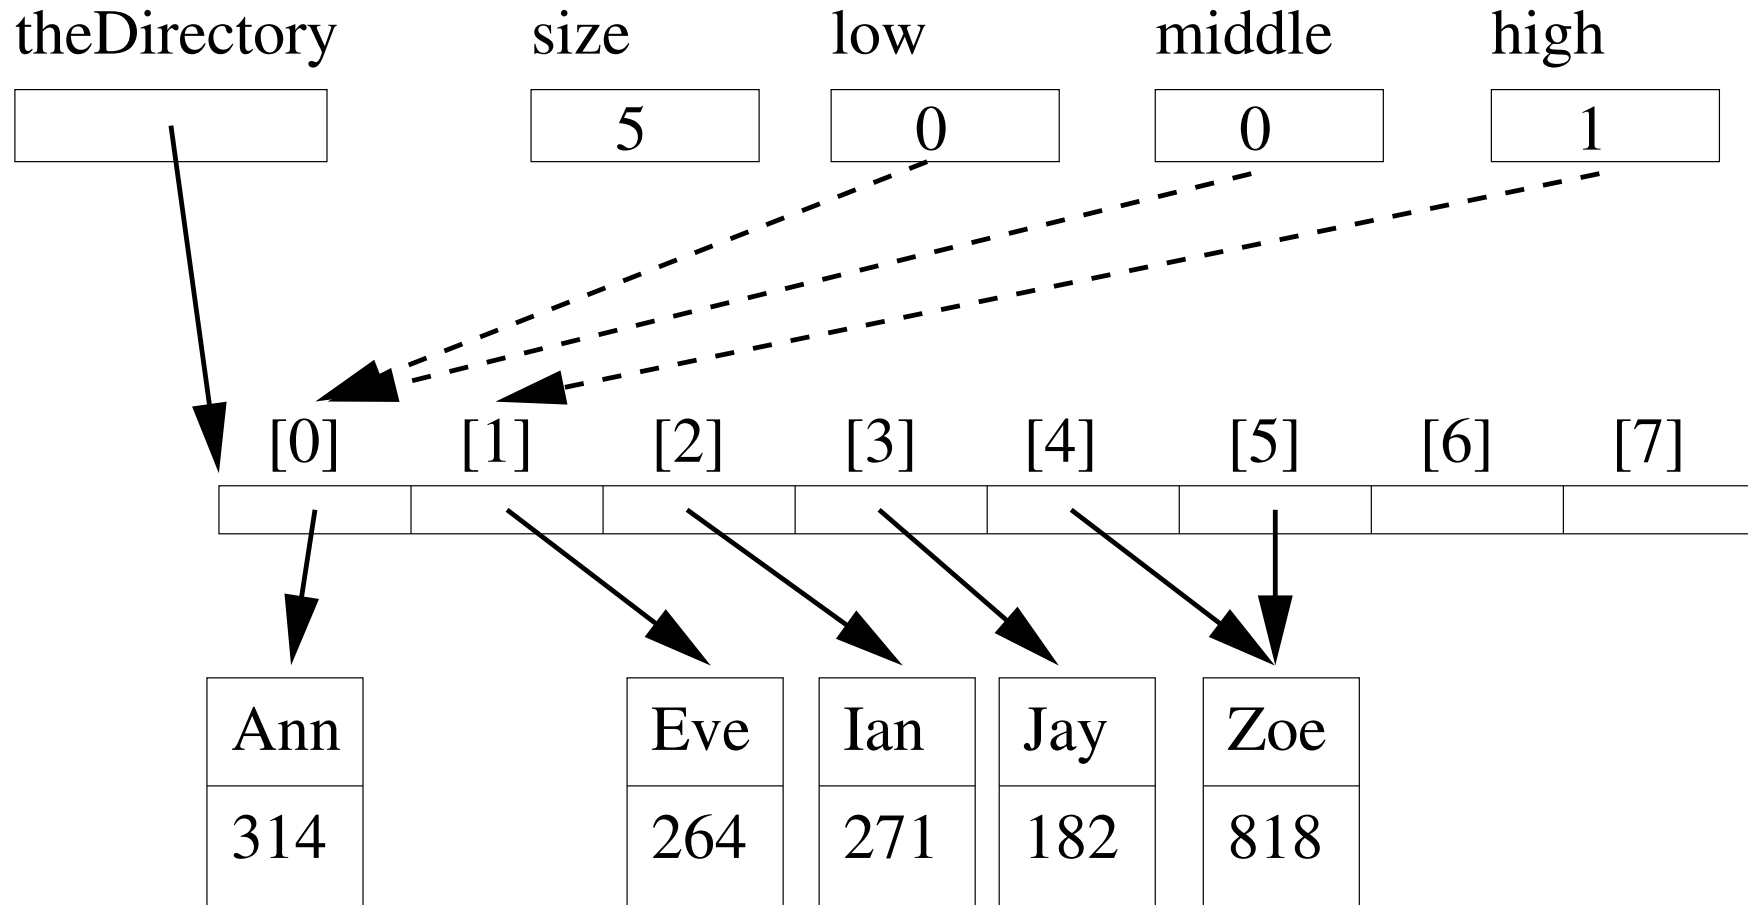 theDirectory size low middle high
5 0 0 1
[0] [1] [2] [3] [4] [5] [6] [7]
Ann Eve Ian Jay Zoe
314 264 271 182 818